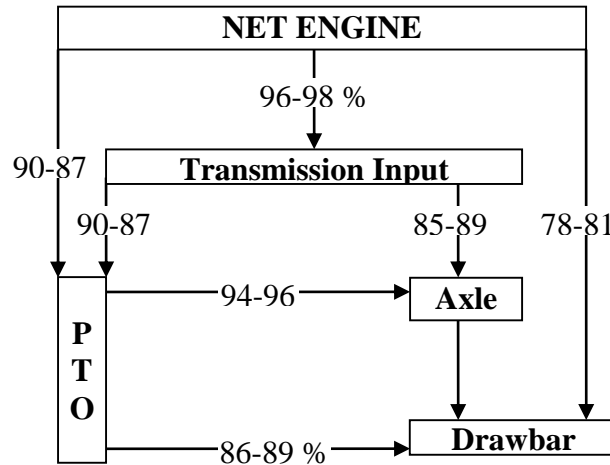 NET ENGINE
96-98 %
Transmission Input
90-87
90-87
85-89
78-81
94-96
Axle
P
T
O
Drawbar
86-89 %